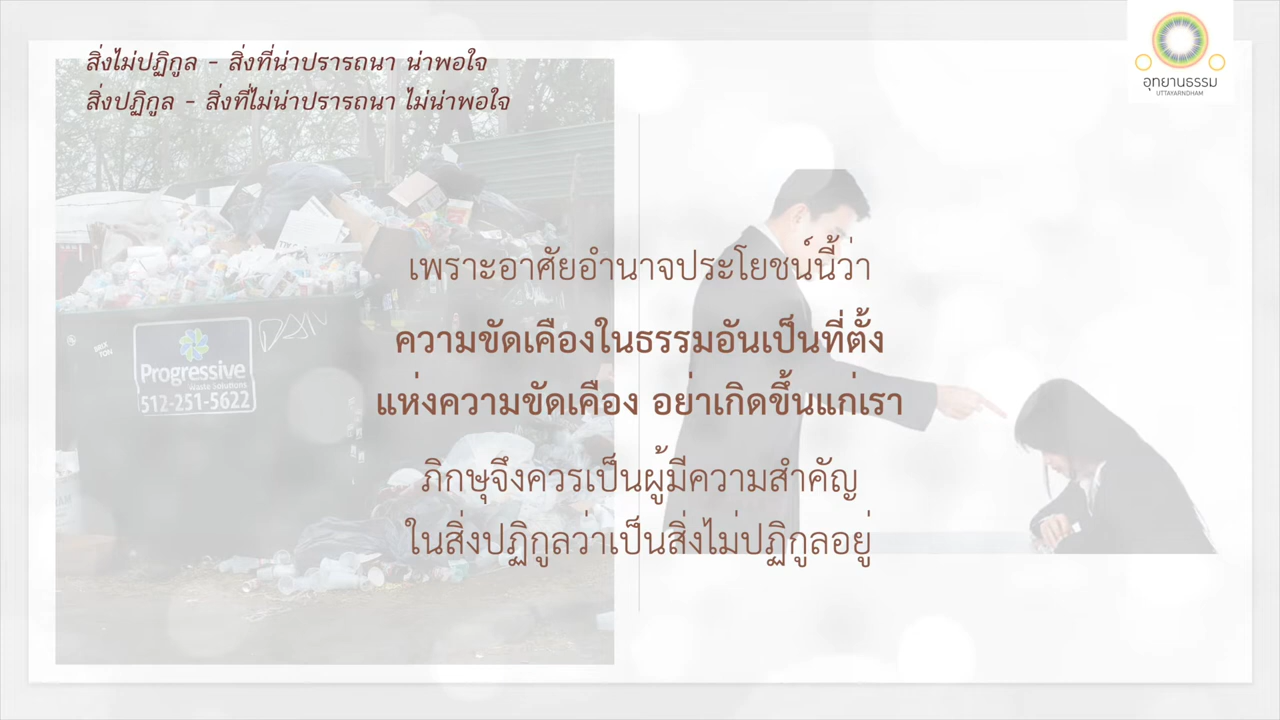 สิ่งไม่ปฏิกูล - สิ่งที่น่าปรารถนา น่าพอใจ
สิ่งปฏิกูล - สิ่งที่ไม่น่าปรารถนา ไม่น่าพอใจ
อุทยานธรรม
UTTAYARNDHAM
เพราะอาศัยอำนาจประโยชน์นี้ว่า
ความขัดเคืองในธรรมอันเป็นที่ตั้ง
แห่งความขัดเคือง อย่าเกิดขึ้นแก่เรา
ภิกษุจึงควรเป็นผู้มีความสำคัญ
ในสิ่งปฏิกูลว่าเป็นสิ่งไม่ปฏิกูลอยู่
Progressive
Waste Solutions
512-251-5622